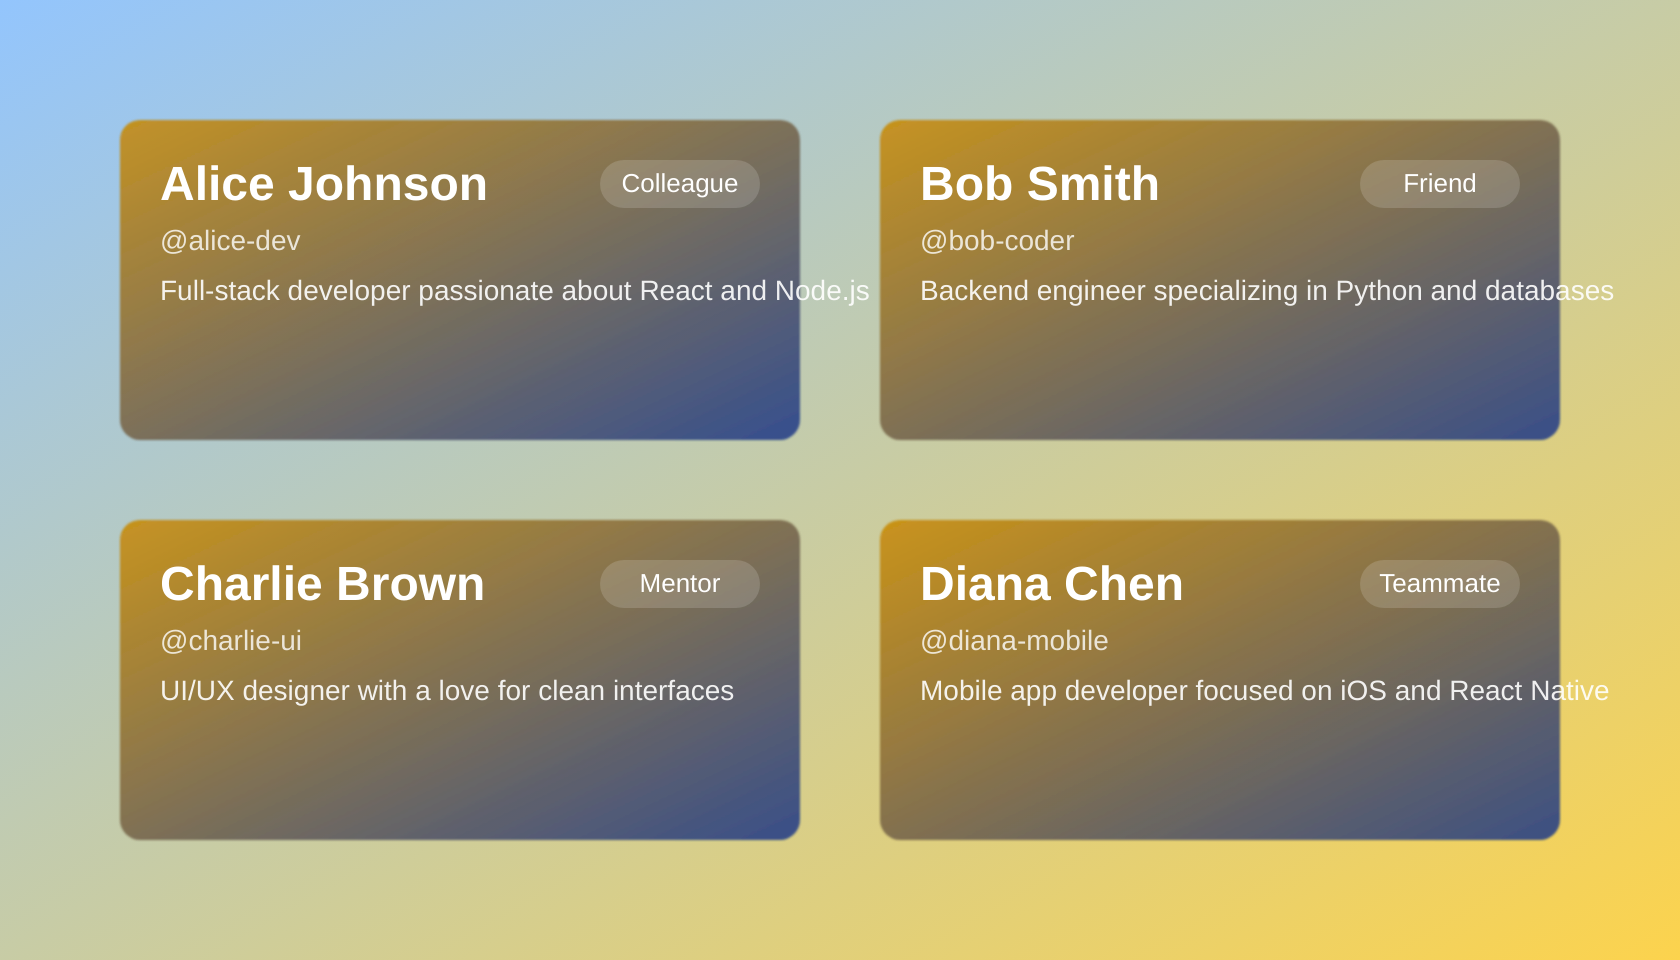 Alice Johnson
Colleague
@alice-dev
Full-stack developer passionate about React and Node.js
Bob Smith
Friend
@bob-coder
Backend engineer specializing in Python and databases
Charlie Brown
Mentor
@charlie-ui
UI/UX designer with a love for clean interfaces
Diana Chen
Teammate
@diana-mobile
Mobile app developer focused on iOS and React Native